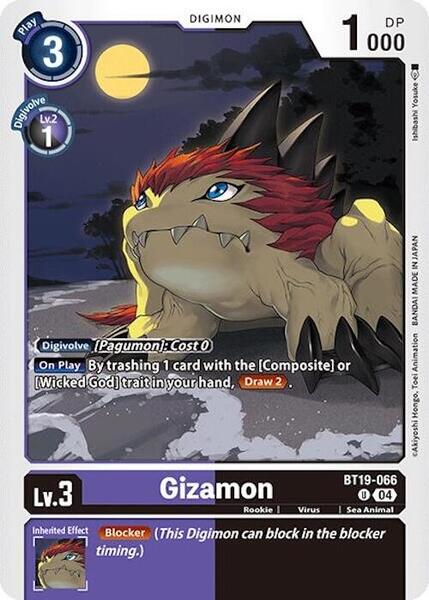 Play
3
DIGIMON
DP
1000
Digivolve
Lv.2
1
Ishibashi Yosuke
©Akiyoshi Hongo, Toei Animation BANDAI MADE IN JAPAN
Digivolve [Pagumon]: Cost 0
On Play By trashing 1 card with the [Composite] or
[Wicked God] trait in your hand, Draw 2.
BT19-066
Lv.3 Gizamon U 04
Rookie | Virus | Sea Animal
Inherited Effect
Blocker (This Digimon can block in the blocker
timing.)